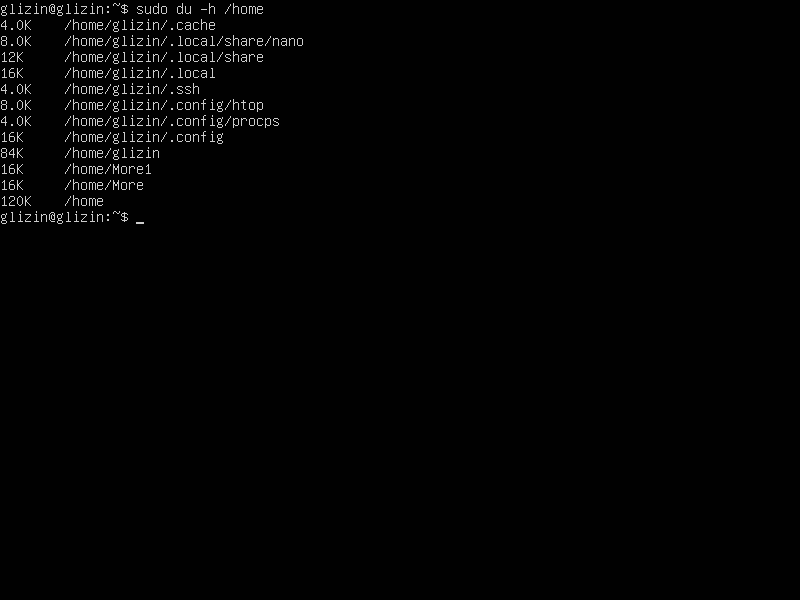 glizin@glizin:~$ sudo du -h /home
4.0K    /home/glizin/.cache
8.0K    /home/glizin/.local/share/nano
12K     /home/glizin/.local/share
16K     /home/glizin/.local
4.0K    /home/glizin/.ssh
8.0K    /home/glizin/.config/htop
4.0K    /home/glizin/.config/procps
16K     /home/glizin/.config
84K     /home/glizin
16K     /home/More1
16K     /home/More
120K    /home
glizin@glizin:~$ _